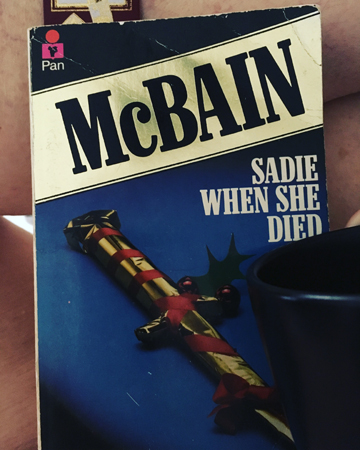 Pan
McBAIN
SADIE
WHEN SHE
DIED